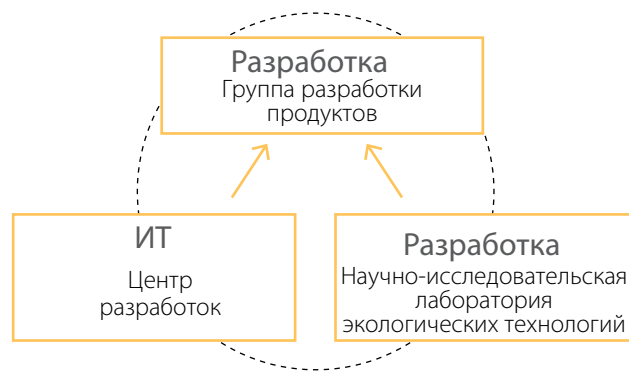 Разработка
Группа разработки
продуктов
ИТ
Центр
разработок
Разработка
Научно-исследовательская
лаборатория
экологических технологий